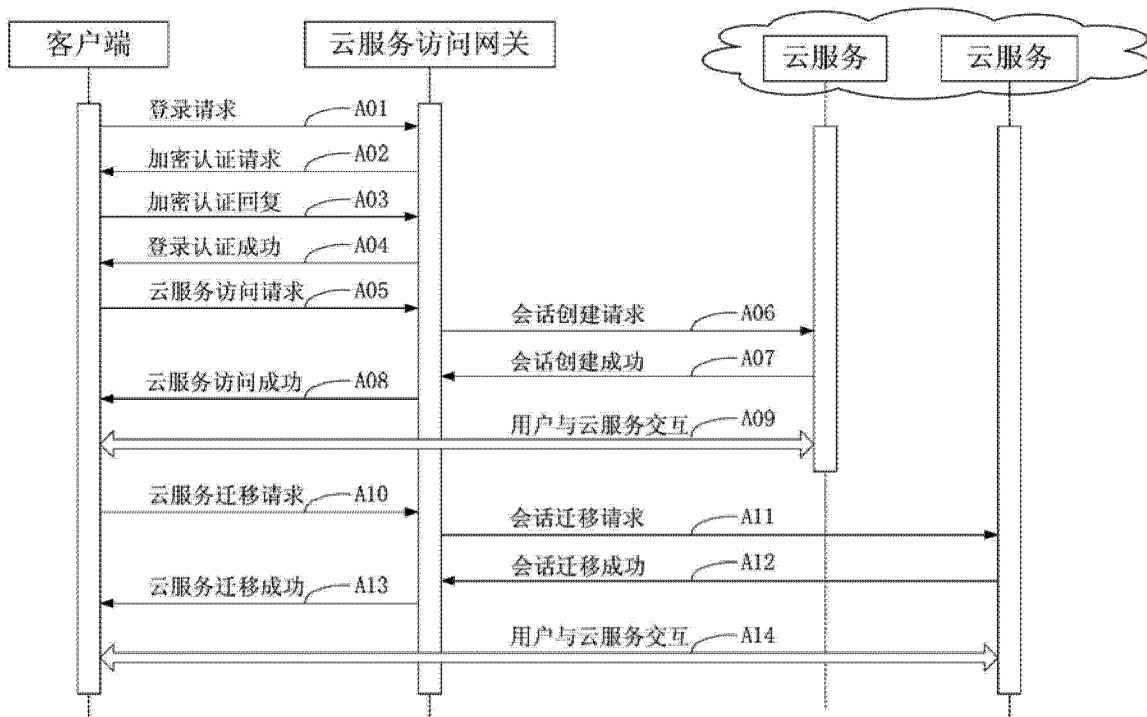 客户端
云服务访问网关
云服务
云服务
登录请求 A01
加密认证请求 A02
加密认证回复 A03
登录认证成功 A04
云服务访问请求 A05
会话创建请求 A06
会话创建成功 A07
云服务访问成功 A08
用户与云服务交互 A09
云服务迁移请求 A10
会话迁移请求 A11
会话迁移成功 A12
云服务迁移成功 A13
用户与云服务交互 A14